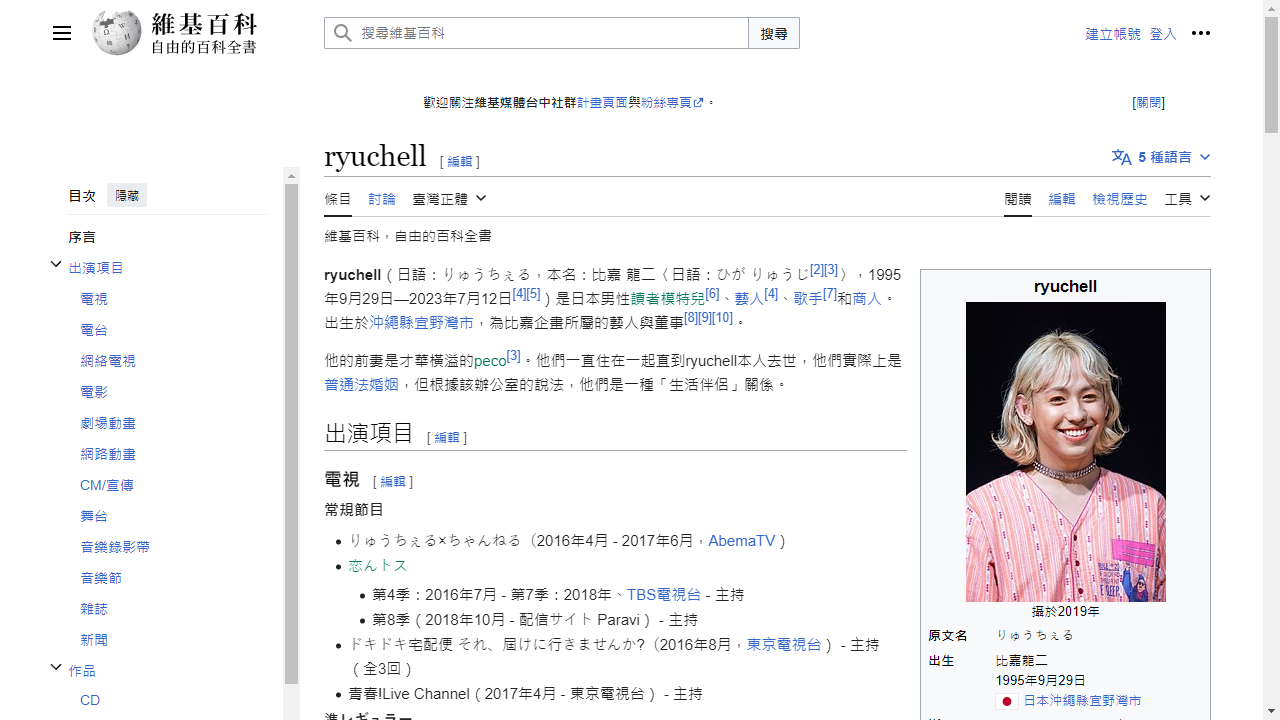 維基百科
自由的百科全書
搜尋維基百科
搜尋
建立帳號 登入
歡迎關注維基媒體台中社群計畫頁面與粉絲專頁。
[關閉]
ryuchell [ 編輯 ]
5 種語言
目次 隱藏
序言
出演項目
電視
電台
網絡電視
電影
劇場動畫
網路動畫
CM/宣傳
舞台
音樂錄影帶
音樂節
雜誌
新聞
作品
CD
條目 討論 臺灣正體
閱讀 編輯 檢視歷史 工具
維基百科，自由的百科全書
ryuchell（日語：りゅうちぇる，本名：比嘉 龍二〈日語：ひが りゅうじ[2][3]〉，1995
年9月29日—2023年7月12日[4][5]）是日本男性讀者模特兒[6]、藝人[4]、歌手[7]和商人。
出生於沖繩縣宜野灣市，為比嘉企畫所屬的藝人與董事[8][9][10]。
他的前妻是才華橫溢的peco[3]。他們一直住在一起直到ryuchell本人去世，他們實際上是
普通法婚姻，但根據該辦公室的說法，他們是一種「生活伴侶」關係。
出演項目 [ 編輯 ]
電視 [ 編輯 ]
常規節目
りゅうちぇる×ちゃんねる（2016年4月 - 2017年6月，AbemaTV）
恋んトス
第4季：2016年7月 - 第7季：2018年、TBS電視台 - 主持
第8季（2018年10月 - 配信サイト Paravi） - 主持
ドキドキ宅配便 それ、屆けに行きませんか?（2016年8月，東京電視台） - 主持
（全3回）
青春!Live Channel（2017年4月 - 東京電視台） - 主持
準レギュラー
ryuchell
攝於2019年
原文名 りゅうちぇる
出生 比嘉龍二
1995年9月29日
日本沖繩縣宜野灣市